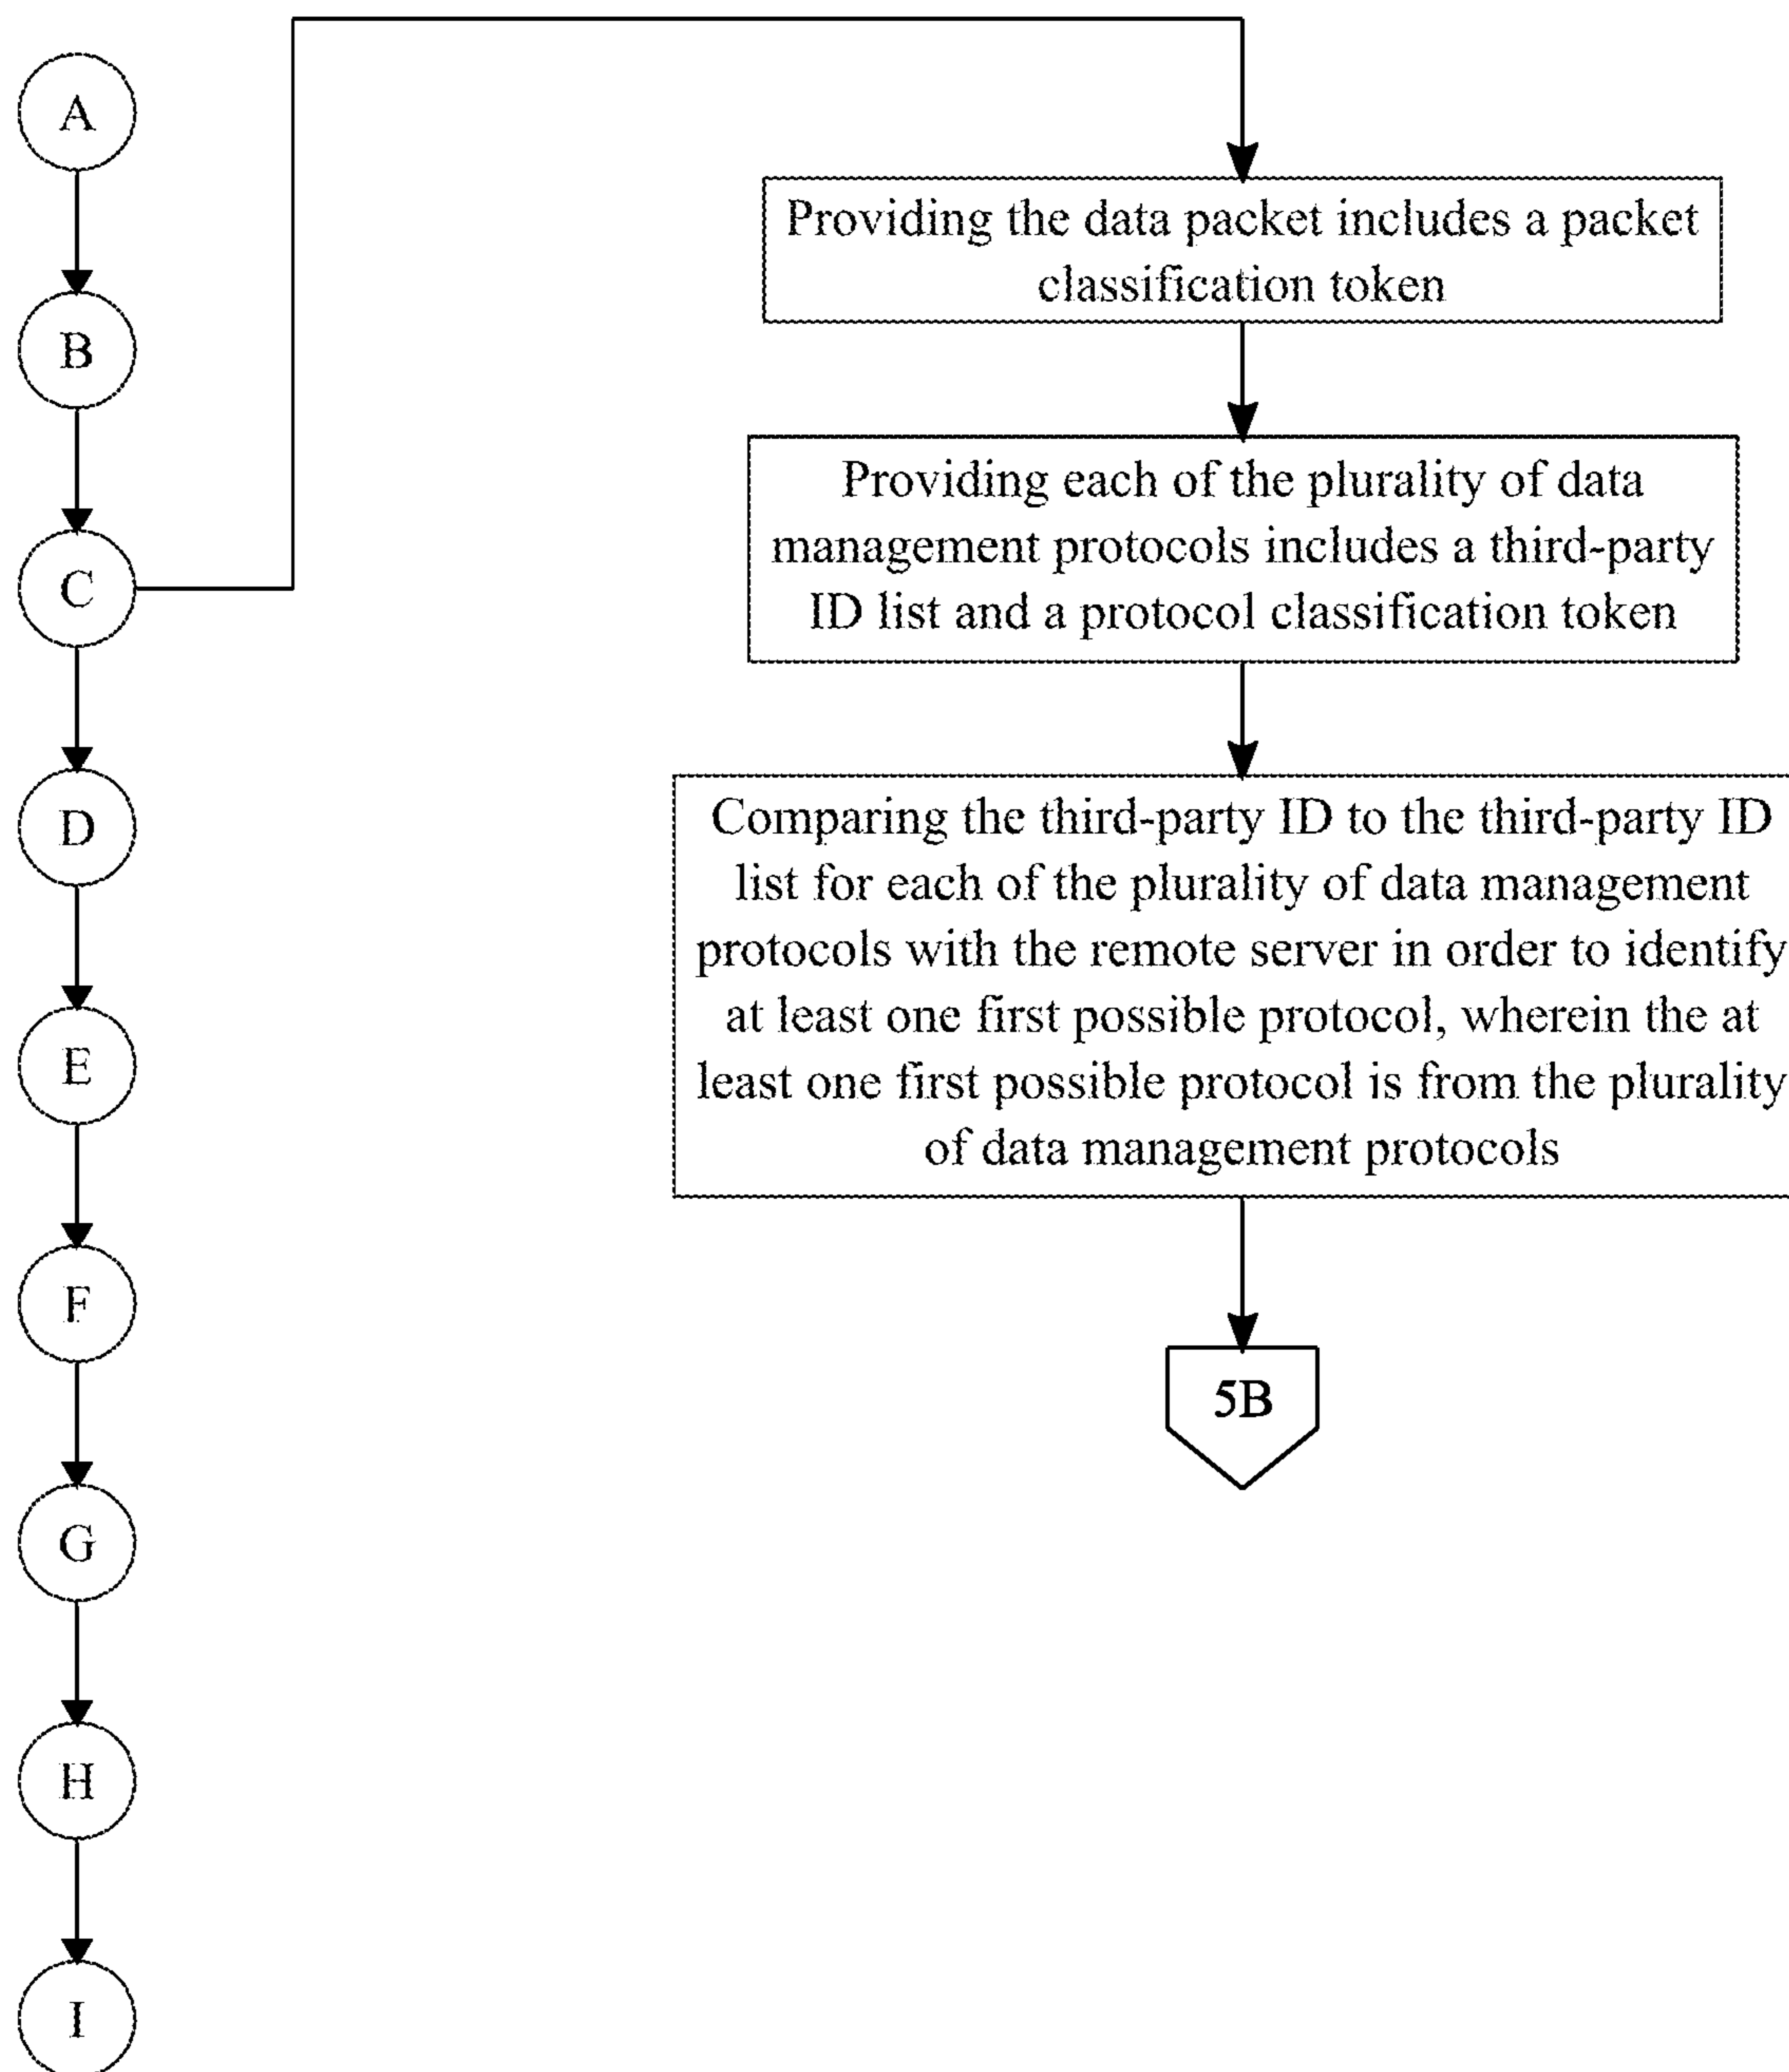 A
B
C
D
E
F
G
H
I
Providing the data packet includes a packet
classification token
Providing each of the plurality of data
management protocols includes a third-party
ID list and a protocol classification token
Comparing the third-party ID to the third-party ID
list for each of the plurality of data management
protocols with the remote server in order to identify
at least one first possible protocol, wherein the at
least one first possible protocol is from the plurality
of data management protocols
5B